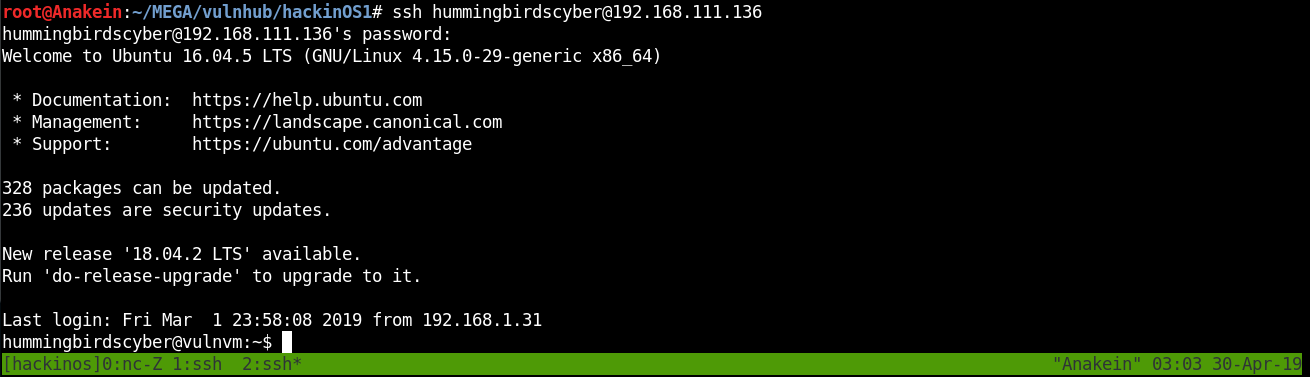 root@Anakein:~/MEGA/vulnhub/hackinOS1# ssh hummingbirdscyber@192.168.111.136
hummingbirdscyber@192.168.111.136's password:
Welcome to Ubuntu 16.04.5 LTS (GNU/Linux 4.15.0-29-generic x86_64)

 * Documentation:  https://help.ubuntu.com
 * Management:     https://landscape.canonical.com
 * Support:        https://ubuntu.com/advantage

328 packages can be updated.
236 updates are security updates.

New release '18.04.2 LTS' available.
Run 'do-release-upgrade' to upgrade to it.

Last login: Fri Mar  1 23:58:08 2019 from 192.168.1.31
hummingbirdscyber@vulnvm:~$
[hackinos]0:nc-Z 1:ssh  2:ssh* "Anakein" 03:03 30-Apr-19